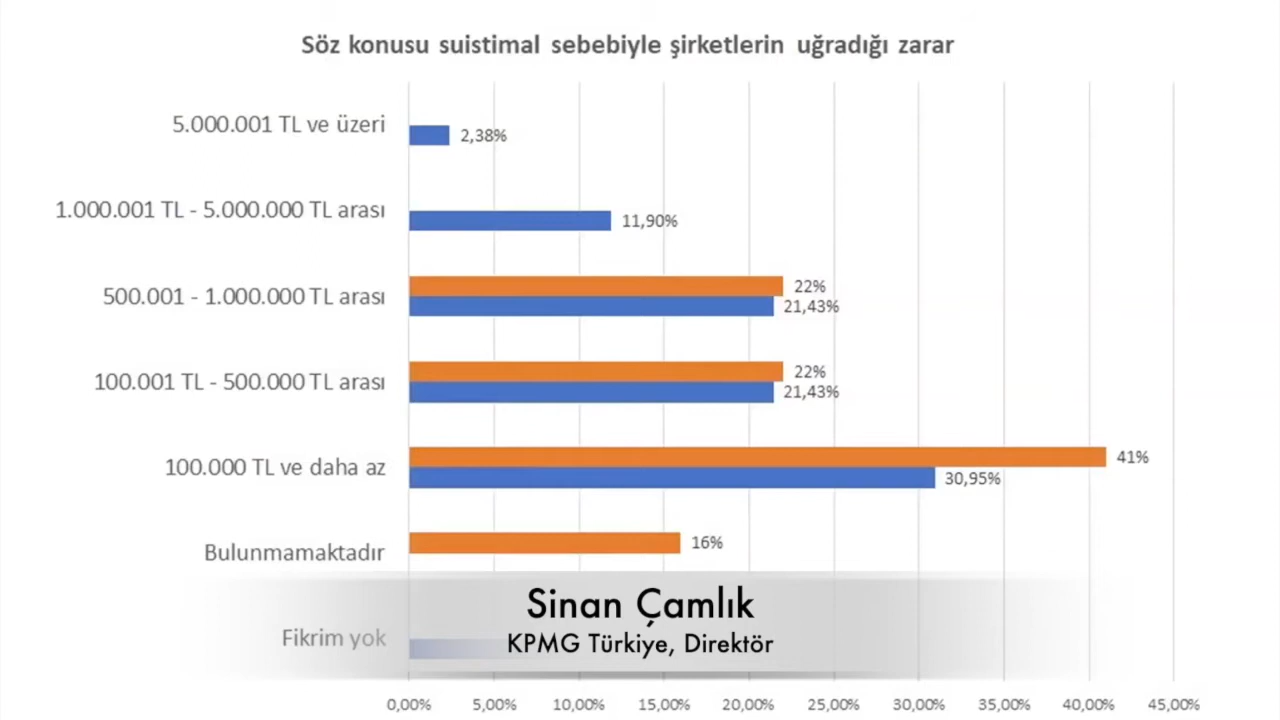 Söz konusu suistimal sebebiyle şirketlerin uğradığı zarar
5.000.001 TL ve üzeri
2,38%
1.000.001 TL - 5.000.000 TL arası
11,90%
500.001 - 1.000.000 TL arası
22%
21,43%
100.001 TL - 500.000 TL arası
22%
21,43%
100.000 TL ve daha az
41%
30,95%
Bulunmamaktadır
16%
Sinan Çamlık
Fikrim yok
KPMG Türkiye, Direktör
0,00% 5,00% 10,00% 15,00% 20,00% 25,00% 30,00% 35,00% 40,00% 45,00%